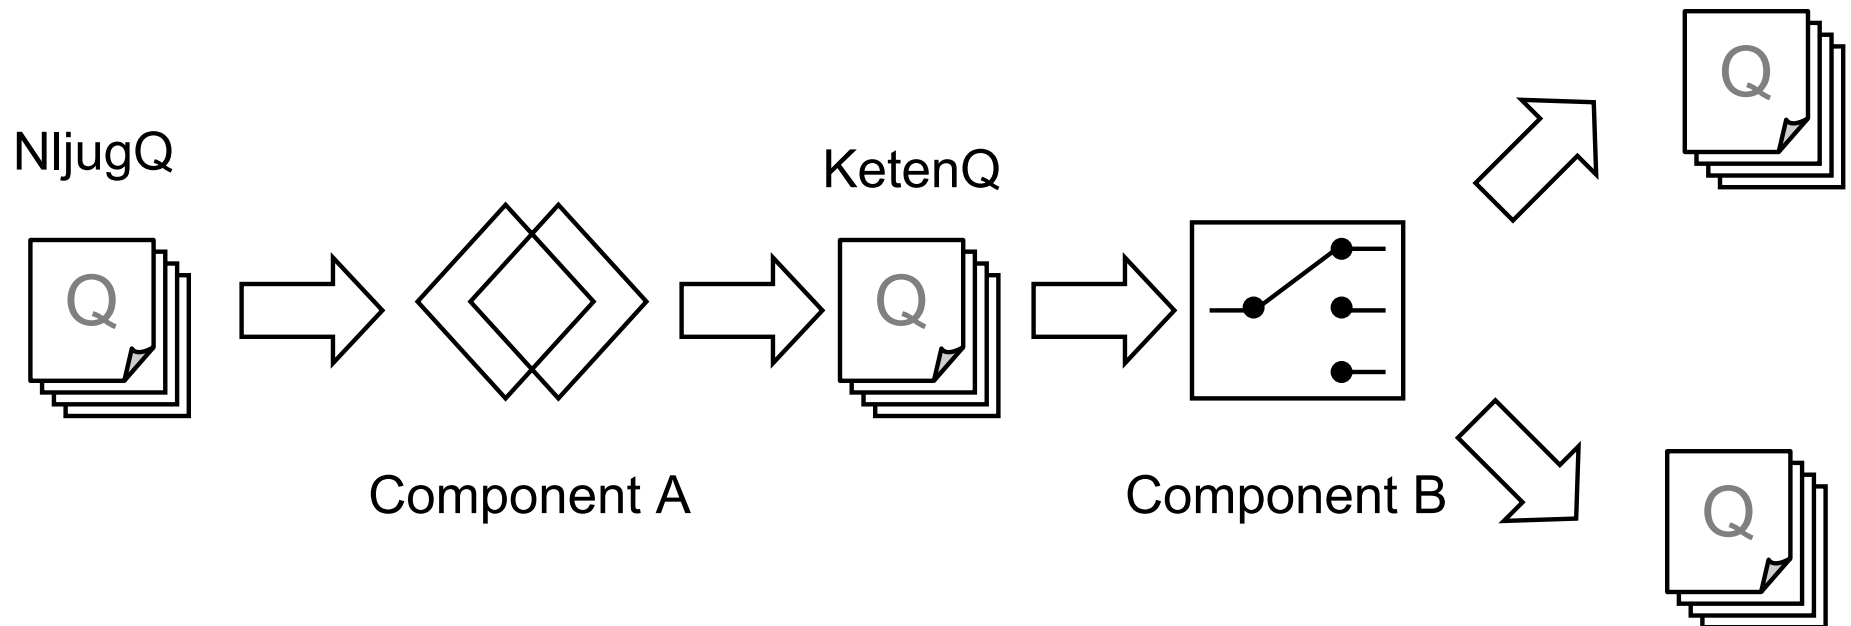 Q
NljugQ
KetenQ
Q
Q
Component A
Component B
Q